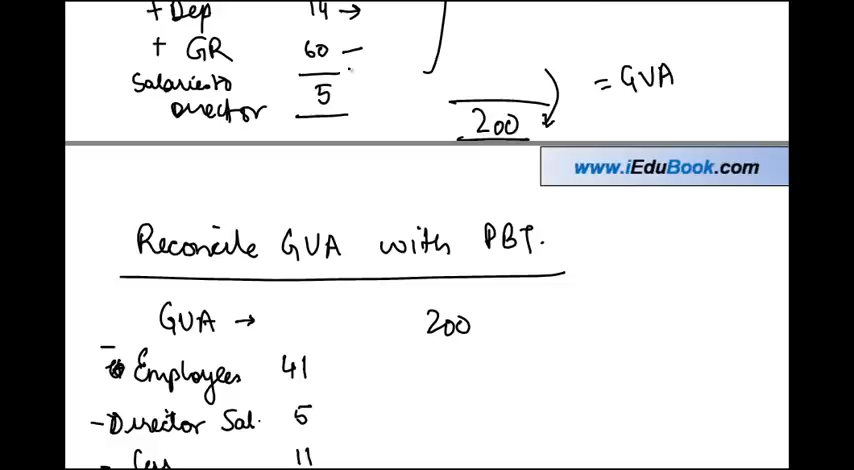 + Dep 14 →
+ GR 60 –
Salaries to Director 5
= GVA
200
www.iEduBook.com
Reconcile GVA with PBT.
GVA → 200
- Employees 41
- Director Sal. 5
- 11